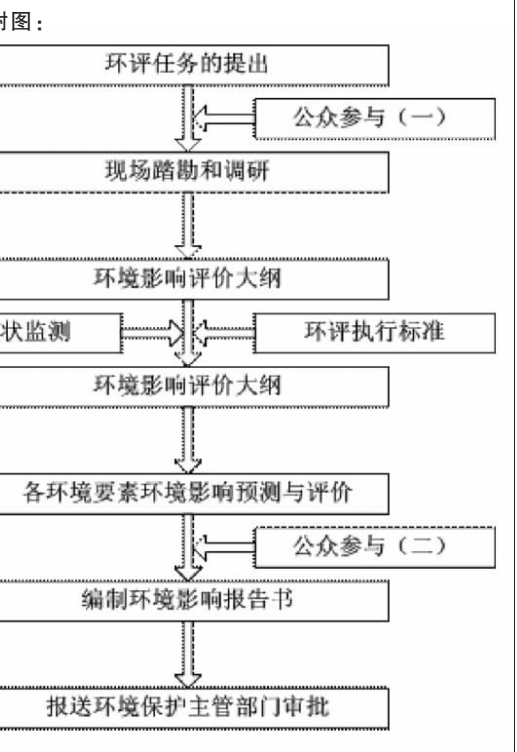 附图：
环评任务的提出
公众参与（一）
现场踏勘和调研
环境影响评价大纲
状监测
环评执行标准
环境影响评价大纲
各环境要素环境影响预测与评价
公众参与（二）
编制环境影响报告书
报送环境保护主管部门审批